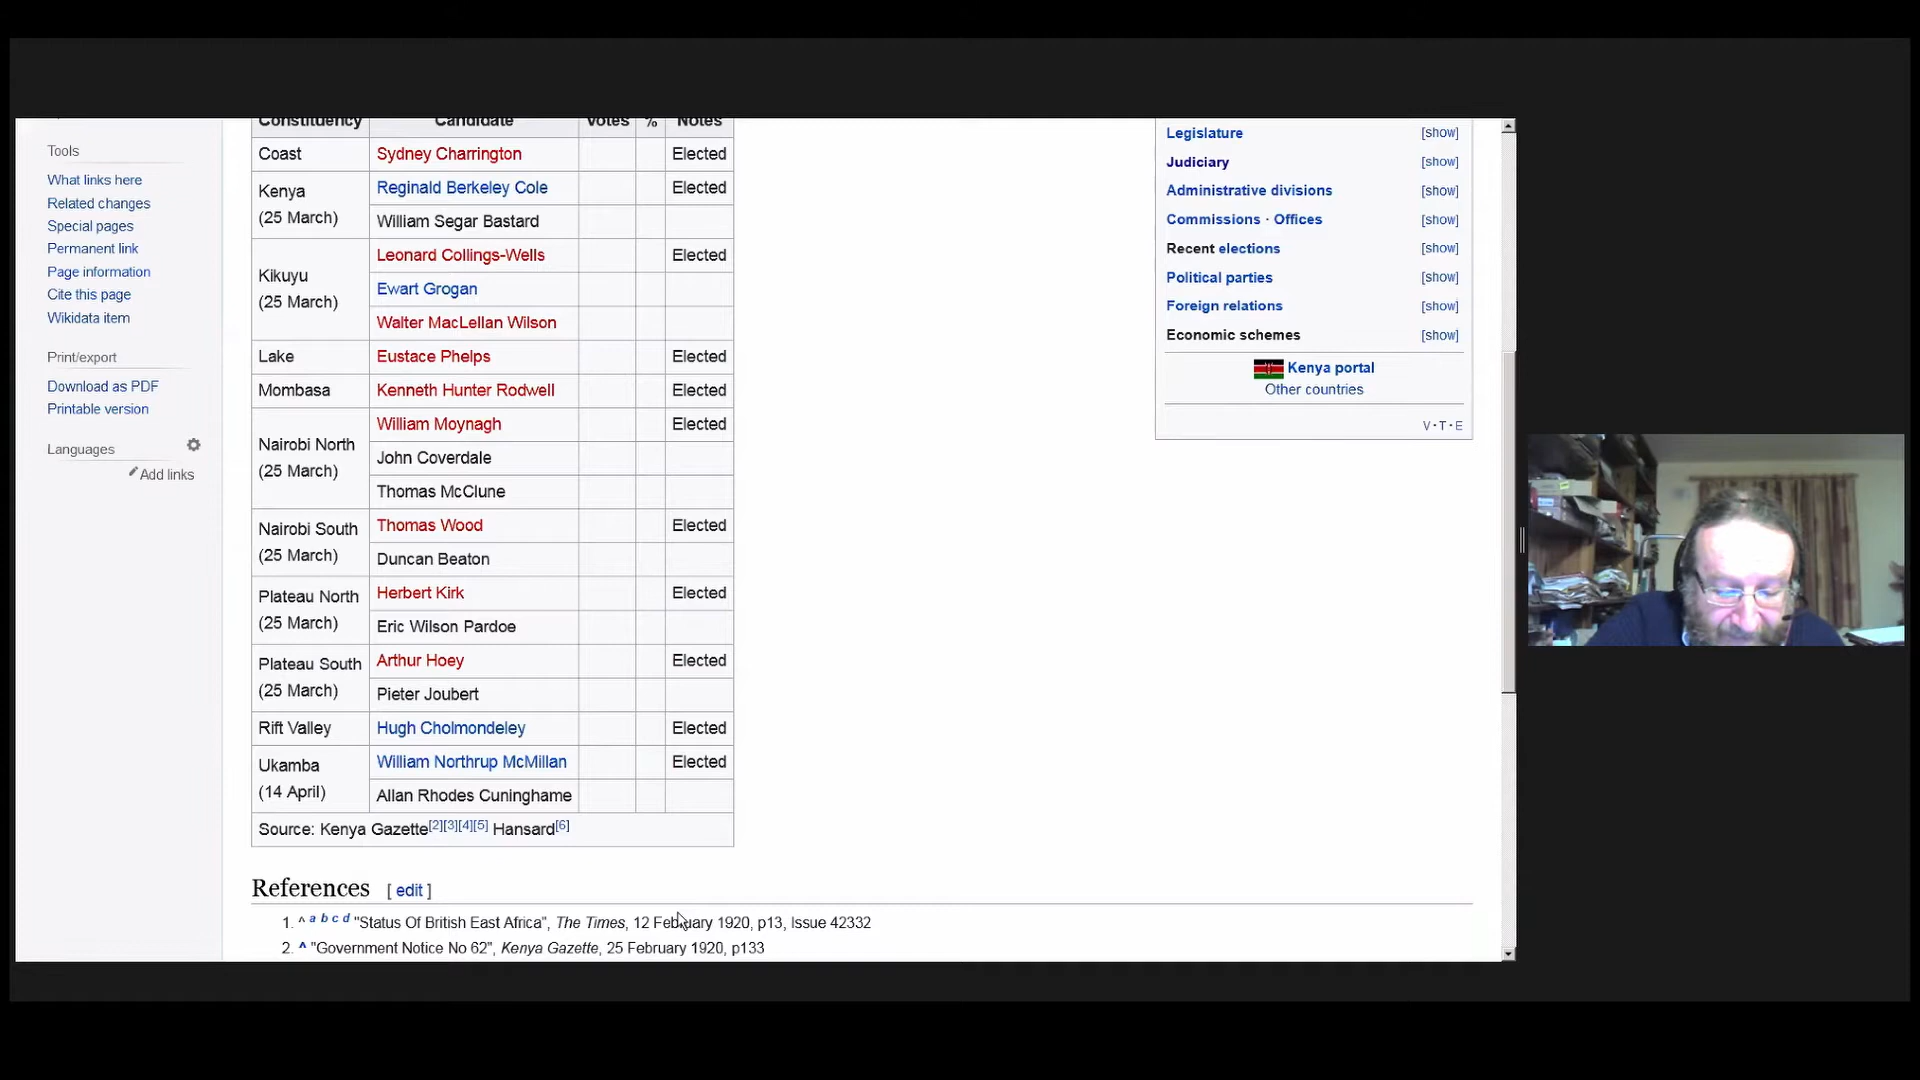 Tools
What links here
Related changes
Special pages
Permanent link
Page information
Cite this page
Wikidata item
Print/export
Download as PDF
Printable version
Languages
Add links
Constituency Candidate Votes % Notes
Coast Sydney Charrington Elected
Kenya (25 March) Reginald Berkeley Cole Elected
William Segar Bastard
Kikuyu (25 March) Leonard Collings-Wells Elected
Ewart Grogan
Walter MacLellan Wilson
Lake Eustace Phelps Elected
Mombasa Kenneth Hunter Rodwell Elected
Nairobi North (25 March) William Moynagh Elected
John Coverdale
Thomas McClune
Nairobi South (25 March) Thomas Wood Elected
Duncan Beaton
Plateau North (25 March) Herbert Kirk Elected
Eric Wilson Pardoe
Plateau South (25 March) Arthur Hoey Elected
Pieter Joubert
Rift Valley Hugh Cholmondeley Elected
Ukamba (14 April) William Northrup McMillan Elected
Allan Rhodes Cuninghame
Source: Kenya Gazette[2][3][4][5] Hansard[6]
References [ edit ]
1. ^ a b c d "Status Of British East Africa", The Times, 12 February 1920, p13, Issue 42332
2. ^ "Government Notice No 62", Kenya Gazette, 25 February 1920, p133
Legislature [show]
Judiciary [show]
Administrative divisions [show]
Commissions · Offices [show]
Recent elections [show]
Political parties [show]
Foreign relations [show]
Economic schemes [show]
Kenya portal
Other countries
V·T·E